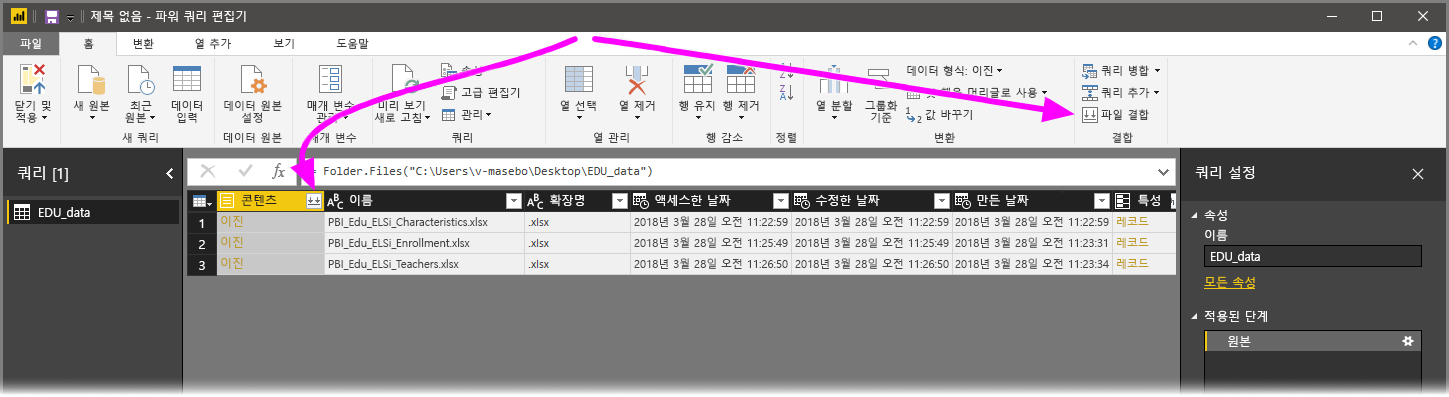 제목 없음 - 파워 쿼리 편집기
파일 홈 변환 열 추가 보기 도움말
닫기 및 적용
새 원본
최근 원본
데이터 입력
새 쿼리
데이터 원본 설정
데이터 원본
매개 변수 관리
매개 변수
미리 보기 새로 고침
속성
고급 편집기
관리
쿼리
열 선택
열 제거
열 관리
행 유지
행 제거
행 감소
정렬
열 분할
그룹화 기준
데이터 형식: 이진
행을 머리글로 사용
값 바꾸기
변환
쿼리 병합
쿼리 추가
파일 결합
결합
쿼리 [1]
EDU_data
fx
= Folder.Files("C:\Users\v-masebo\Desktop\EDU_data")
콘텐츠 이름 확장명 액세스한 날짜 수정한 날짜 만든 날짜 특성
1 이진 PBI_Edu_ELSi_Characteristics.xlsx .xlsx 2018년 3월 28일 오전 11:22:59 2018년 3월 28일 오전 11:22:59 2018년 3월 28일 오전 11:22:59 레코드
2 이진 PBI_Edu_ELSi_Enrollment.xlsx .xlsx 2018년 3월 28일 오전 11:25:49 2018년 3월 28일 오전 11:25:49 2018년 3월 28일 오전 11:23:31 레코드
3 이진 PBI_Edu_ELSi_Teachers.xlsx .xlsx 2018년 3월 28일 오전 11:26:50 2018년 3월 28일 오전 11:26:50 2018년 3월 28일 오전 11:23:34 레코드
쿼리 설정
속성
이름
EDU_data
모든 속성
적용된 단계
원본